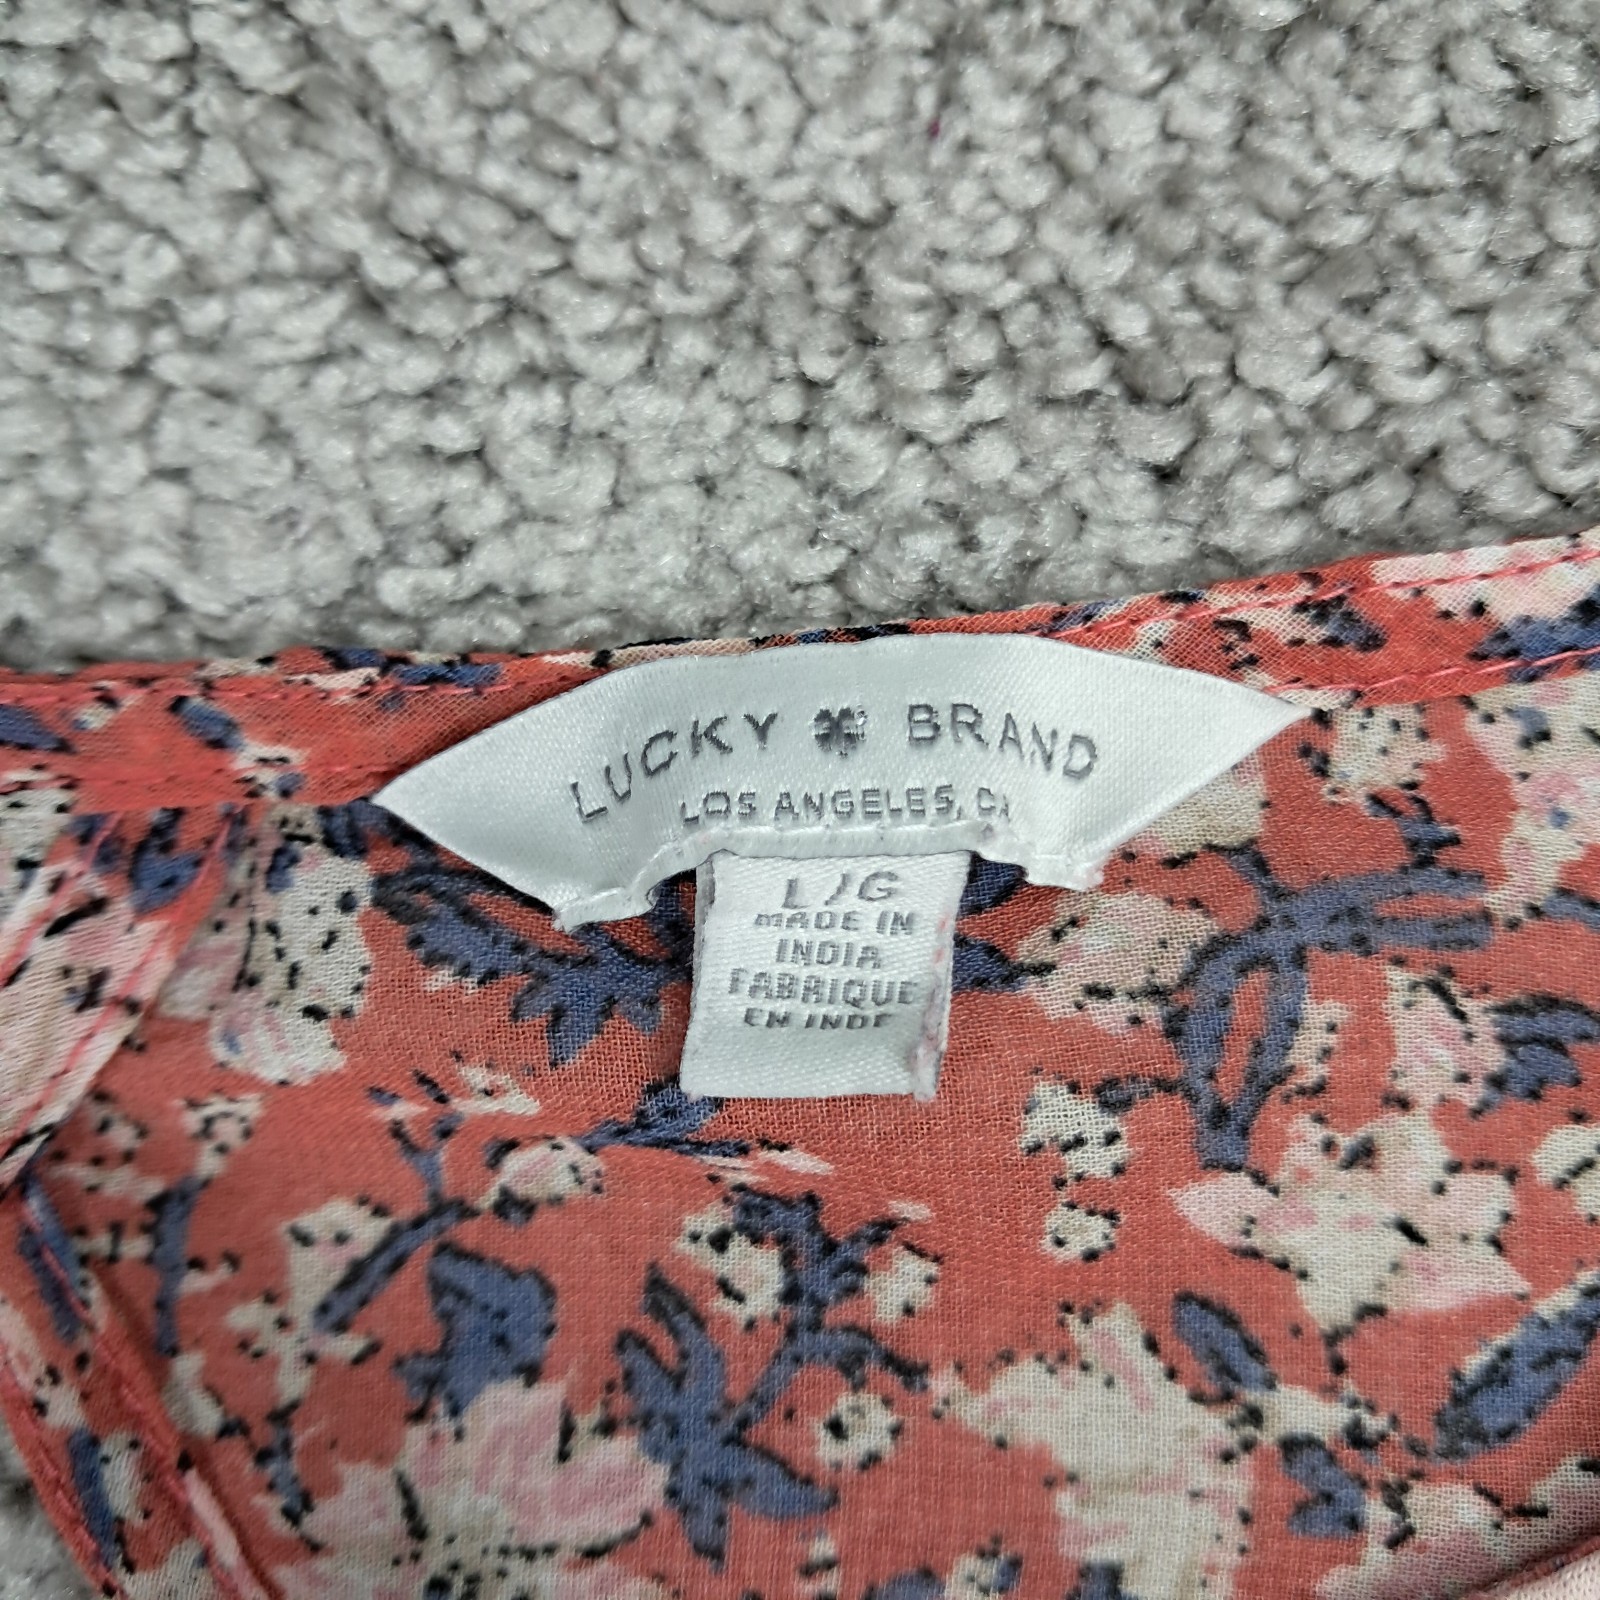 LUCKY BRAND
LOS ANGELES, CA
L/G
MADE IN
INDIA
FABRIQUE
EN INDE